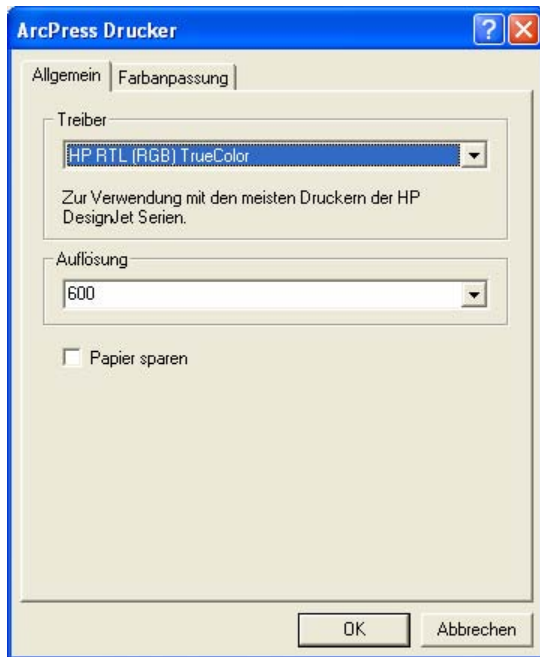 ArcPress Drucker
Allgemein
Farbanpassung
Treiber
HP RTL (RGB) TrueColor
Zur Verwendung mit den meisten Druckern der HP
DesignJet Serien.
Auflösung
600
Papier sparen
OK
Abbrechen